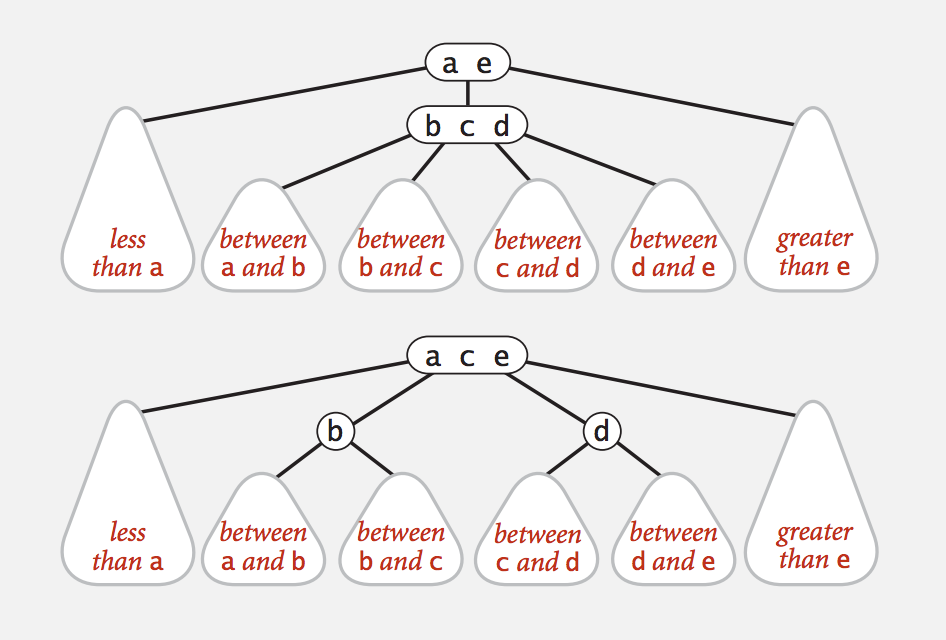 a e
b c d
less
than a
between
a and b
between
b and c
between
c and d
between
d and e
greater
than e
a c e
b
d
less
than a
between
a and b
between
b and c
between
c and d
between
d and e
greater
than e